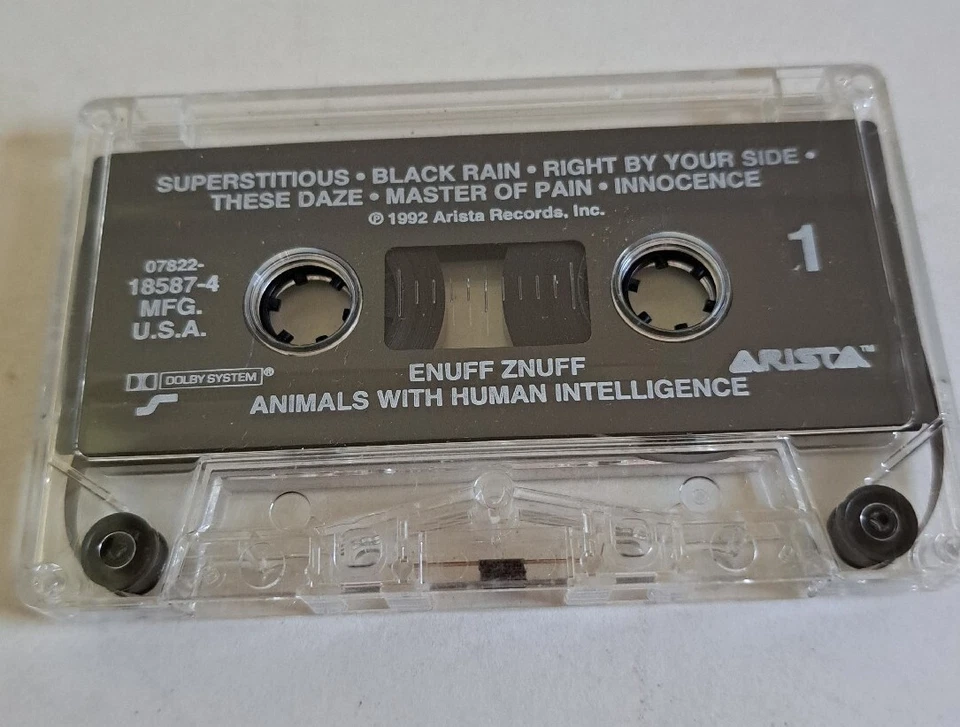 SUPERSTITIOUS • BLACK RAIN • RIGHT BY YOUR SIDE •
THESE DAZE • MASTER OF PAIN • INNOCENCE
℗ 1992 Arista Records, Inc.
1
07822-
18587-4
MFG.
U.S.A.
DOLBY SYSTEM®
ENUFF ZNUFF
ANIMALS WITH HUMAN INTELLIGENCE
ARISTA™